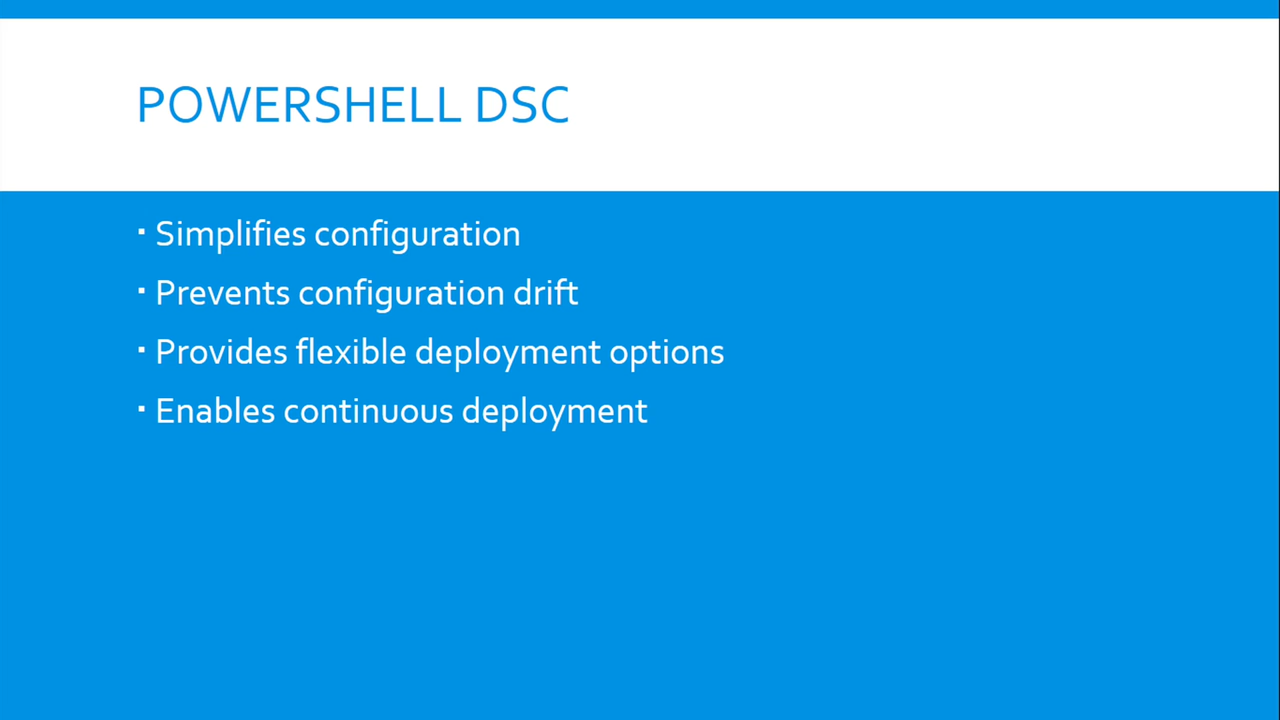 POWERSHELL DSC
▪ Simplifies configuration
▪ Prevents configuration drift
▪ Provides flexible deployment options
▪ Enables continuous deployment